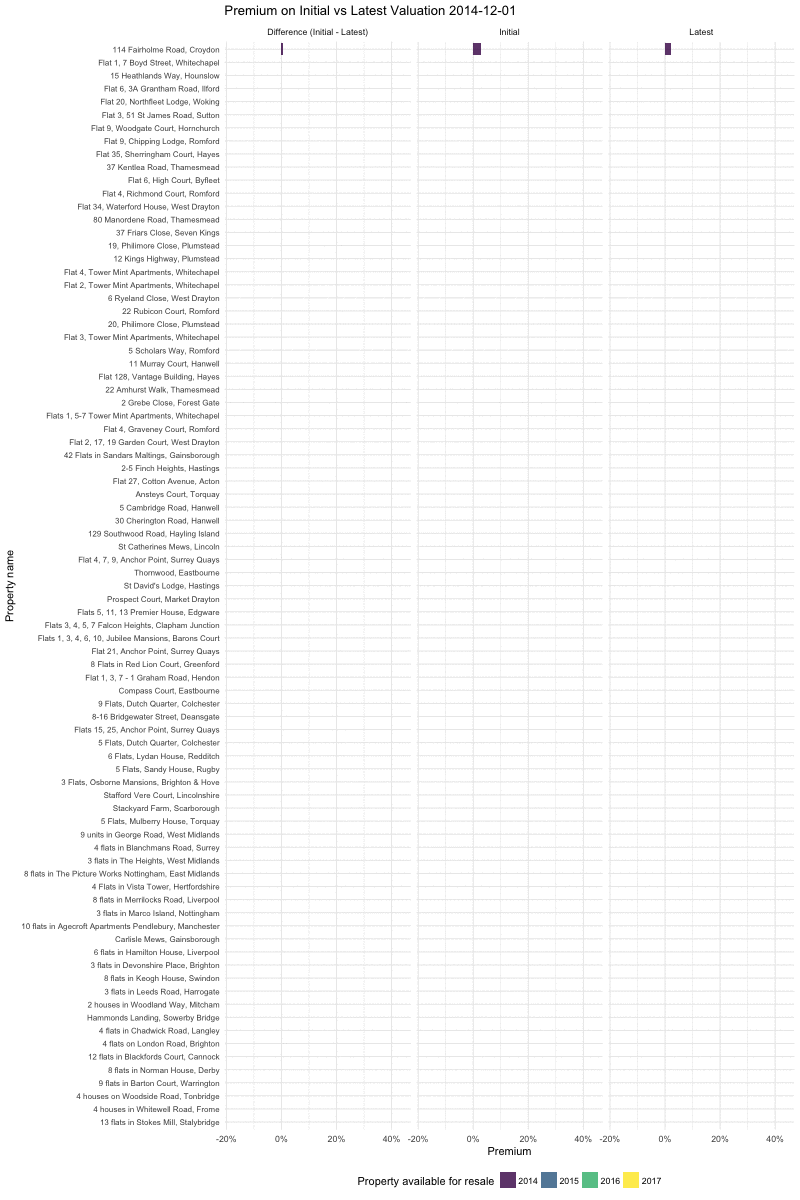 Premium on Initial vs Latest Valuation 2014-12-01
Difference (Initial - Latest)
Initial
Latest
114 Fairholme Road, Croydon
Flat 1, 7 Boyd Street, Whitechapel
15 Heathlands Way, Hounslow
Flat 6, 3A Grantham Road, Ilford
Flat 20, Northfleet Lodge, Woking
Flat 3, 51 St James Road, Sutton
Flat 9, Woodgate Court, Hornchurch
Flat 9, Chipping Lodge, Romford
Flat 35, Sherringham Court, Hayes
37 Kentlea Road, Thamesmead
Flat 6, High Court, Byfleet
Flat 4, Richmond Court, Romford
Flat 34, Waterford House, West Drayton
80 Manordene Road, Thamesmead
37 Friars Close, Seven Kings
19, Philimore Close, Plumstead
12 Kings Highway, Plumstead
Flat 4, Tower Mint Apartments, Whitechapel
Flat 2, Tower Mint Apartments, Whitechapel
6 Ryeland Close, West Drayton
22 Rubicon Court, Romford
20, Philimore Close, Plumstead
Flat 3, Tower Mint Apartments, Whitechapel
5 Scholars Way, Romford
11 Murray Court, Hanwell
Flat 128, Vantage Building, Hayes
22 Amhurst Walk, Thamesmead
2 Grebe Close, Forest Gate
Flats 1, 5-7 Tower Mint Apartments, Whitechapel
Flat 4, Graveney Court, Romford
Flat 2, 17, 19 Garden Court, West Drayton
42 Flats in Sandars Maltings, Gainsborough
2-5 Finch Heights, Hastings
Flat 27, Cotton Avenue, Acton
Ansteys Court, Torquay
5 Cambridge Road, Hanwell
30 Cherington Road, Hanwell
129 Southwood Road, Hayling Island
St Catherines Mews, Lincoln
Flat 4, 7, 9, Anchor Point, Surrey Quays
Thornwood, Eastbourne
St David's Lodge, Hastings
Prospect Court, Market Drayton
Flats 5, 11, 13 Premier House, Edgware
Flats 3, 4, 5, 7 Falcon Heights, Clapham Junction
Flats 1, 3, 4, 6, 10, Jubilee Mansions, Barons Court
Flat 21, Anchor Point, Surrey Quays
8 Flats in Red Lion Court, Greenford
Flat 1, 3, 7 - 1 Graham Road, Hendon
Compass Court, Eastbourne
9 Flats, Dutch Quarter, Colchester
8-16 Bridgewater Street, Deansgate
Flats 15, 25, Anchor Point, Surrey Quays
5 Flats, Dutch Quarter, Colchester
6 Flats, Lydan House, Redditch
5 Flats, Sandy House, Rugby
3 Flats, Osborne Mansions, Brighton & Hove
Stafford Vere Court, Lincolnshire
Stackyard Farm, Scarborough
5 Flats, Mulberry House, Torquay
9 units in George Road, West Midlands
4 flats in Blanchmans Road, Surrey
3 flats in The Heights, West Midlands
8 flats in The Picture Works Nottingham, East Midlands
4 Flats in Vista Tower, Hertfordshire
8 flats in Merrilocks Road, Liverpool
3 flats in Marco Island, Nottingham
10 flats in Agecroft Apartments Pendlebury, Manchester
Carlisle Mews, Gainsborough
6 flats in Hamilton House, Liverpool
3 flats in Devonshire Place, Brighton
8 flats in Keogh House, Swindon
3 flats in Leeds Road, Harrogate
2 houses in Woodland Way, Mitcham
Hammonds Landing, Sowerby Bridge
4 flats in Chadwick Road, Langley
4 flats on London Road, Brighton
12 flats in Blackfords Court, Cannock
8 flats in Norman House, Derby
9 flats in Barton Court, Warrington
4 houses on Woodside Road, Tonbridge
4 houses in Whitewell Road, Frome
13 flats in Stokes Mill, Stalybridge
Property name
-20% 0% 20% 40% -20% 0% 20% 40% -20% 0% 20% 40%
Premium
Property available for resale 2014 2015 2016 2017